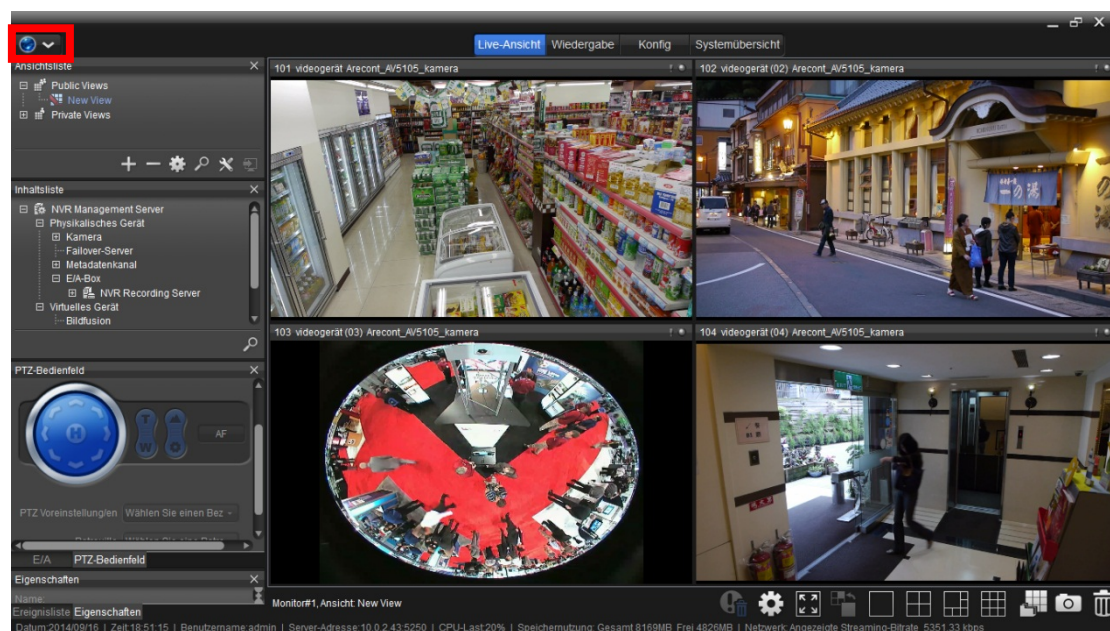 Live-Ansicht Wiedergabe Konfig Systemübersicht
Ansichtsliste
Public Views
New View
Private Views
Inhaltsliste
NVR Management Server
Physikalisches Gerät
Kamera
Failover-Server
Metadatenkanal
E/A-Box
NVR Recording Server
Virtuelles Gerät
Bildfusion
PTZ-Bedienfeld
T
W
H
AF
PTZ Voreinstellung/en Wählen Sie einen Bez
E/A PTZ-Bedienfeld
Eigenschaften
Name:
Ereignisliste Eigenschaften
101 videogerät Arecont_AV5105_kamera
102 videogerät (02) Arecont_AV5105_kamera
103 videogerät (03) Arecont_AV5105_kamera
104 videogerät (04) Arecont_AV5105_kamera
の湯
Monitor#1, Ansicht: New View
Datum:2014/09/16 | Zeit:18:51:15 | Benutzername:admin | Server-Adresse:10.0.2.43:5250 | CPU-Last:20% | Speichernutzung: Gesamt 8169MB, Frei 4826MB | Netzwerk: Angezeigte Streaming-Bitrate, 5351.33 kbps